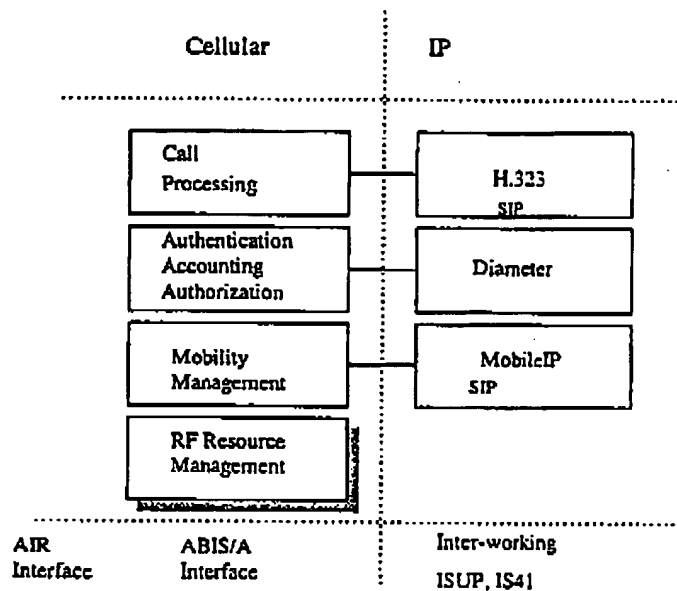 Cellular
IP
Call
Processing
H.323
SIP
Authentication
Accounting
Authorization
Diameter
Mobility
Management
MobileIP
SIP
RF Resource
Management
AIR
Interface
ABIS/A
Interface
Inter-working
ISUP, IS41